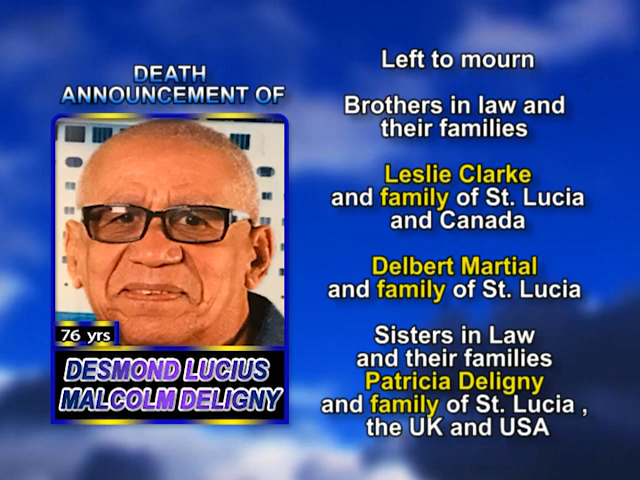 DEATH
ANNOUNCEMENT OF
76 yrs
DESMOND LUCIUS
MALCOLM DELIGNY
Left to mourn
Brothers in law and
their families
Leslie Clarke
and family of St. Lucia
and Canada
Delbert Martial
and family of St. Lucia
Sisters in Law
and their families
Patricia Deligny
and family of St. Lucia ,
the UK and USA